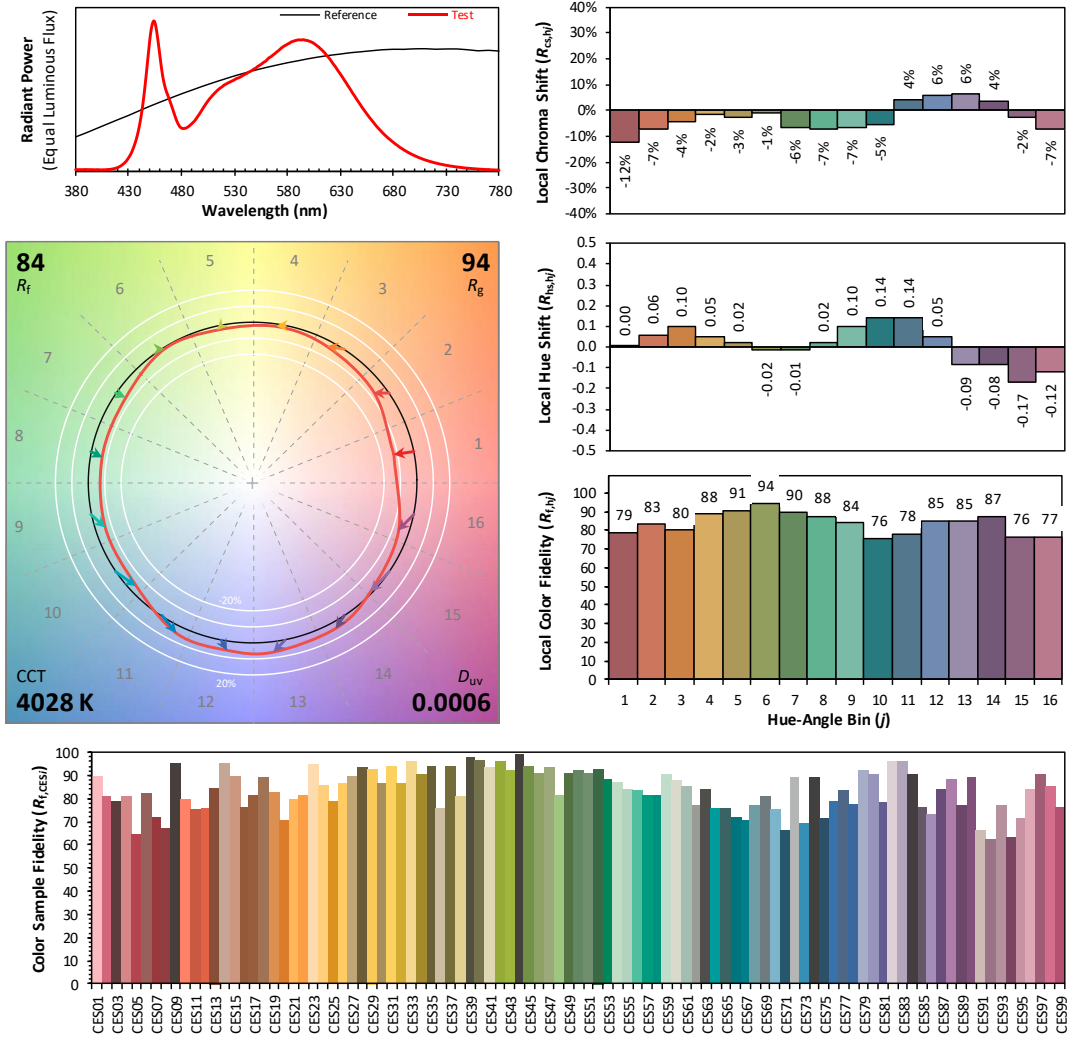 Radiant Power
(Equal Luminous Flux)
Reference
Test
380 430 480 530 580 630 680 730 780
Wavelength (nm)
Local Chroma Shift (Rcs,hj)
40%
30%
20%
10%
0%
-10%
-20%
-30%
-40%
-12% -7% -4% -2% -3% -1% -6% -7% -7% -5% 4% 6% 6% 4% -2% -7%
84
Rf
94
Rg
5 4
6 3
7 2
8 1
9 16
10 15
11 14
12 13
-20%
20%
CCT
4028 K
Duv
0.0006
Local Hue Shift (Rhs,hj)
0.5
0.4
0.3
0.2
0.1
0.0
-0.1
-0.2
-0.3
-0.4
-0.5
0.00 0.06 0.10 0.05 0.02 -0.02 -0.01 0.02 0.10 0.14 0.14 0.05 -0.09 -0.08 -0.17 -0.12
Local Color Fidelity (Rf,hj)
100
90
80
70
60
50
40
30
20
10
0
79 83 80 88 91 94 90 88 84 76 78 85 85 87 76 77
1 2 3 4 5 6 7 8 9 10 11 12 13 14 15 16
Hue-Angle Bin (j)
Color Sample Fidelity (Rf,CESi)
100
90
80
70
60
50
40
30
20
10
0
CES01 CES03 CES05 CES07 CES09 CES11 CES13 CES15 CES17 CES19 CES21 CES23 CES25 CES27 CES29 CES31 CES33 CES35 CES37 CES39 CES41 CES43 CES45 CES47 CES49 CES51 CES53 CES55 CES57 CES59 CES61 CES63 CES65 CES67 CES69 CES71 CES73 CES75 CES77 CES79 CES81 CES83 CES85 CES87 CES89 CES91 CES93 CES95 CES97 CES99